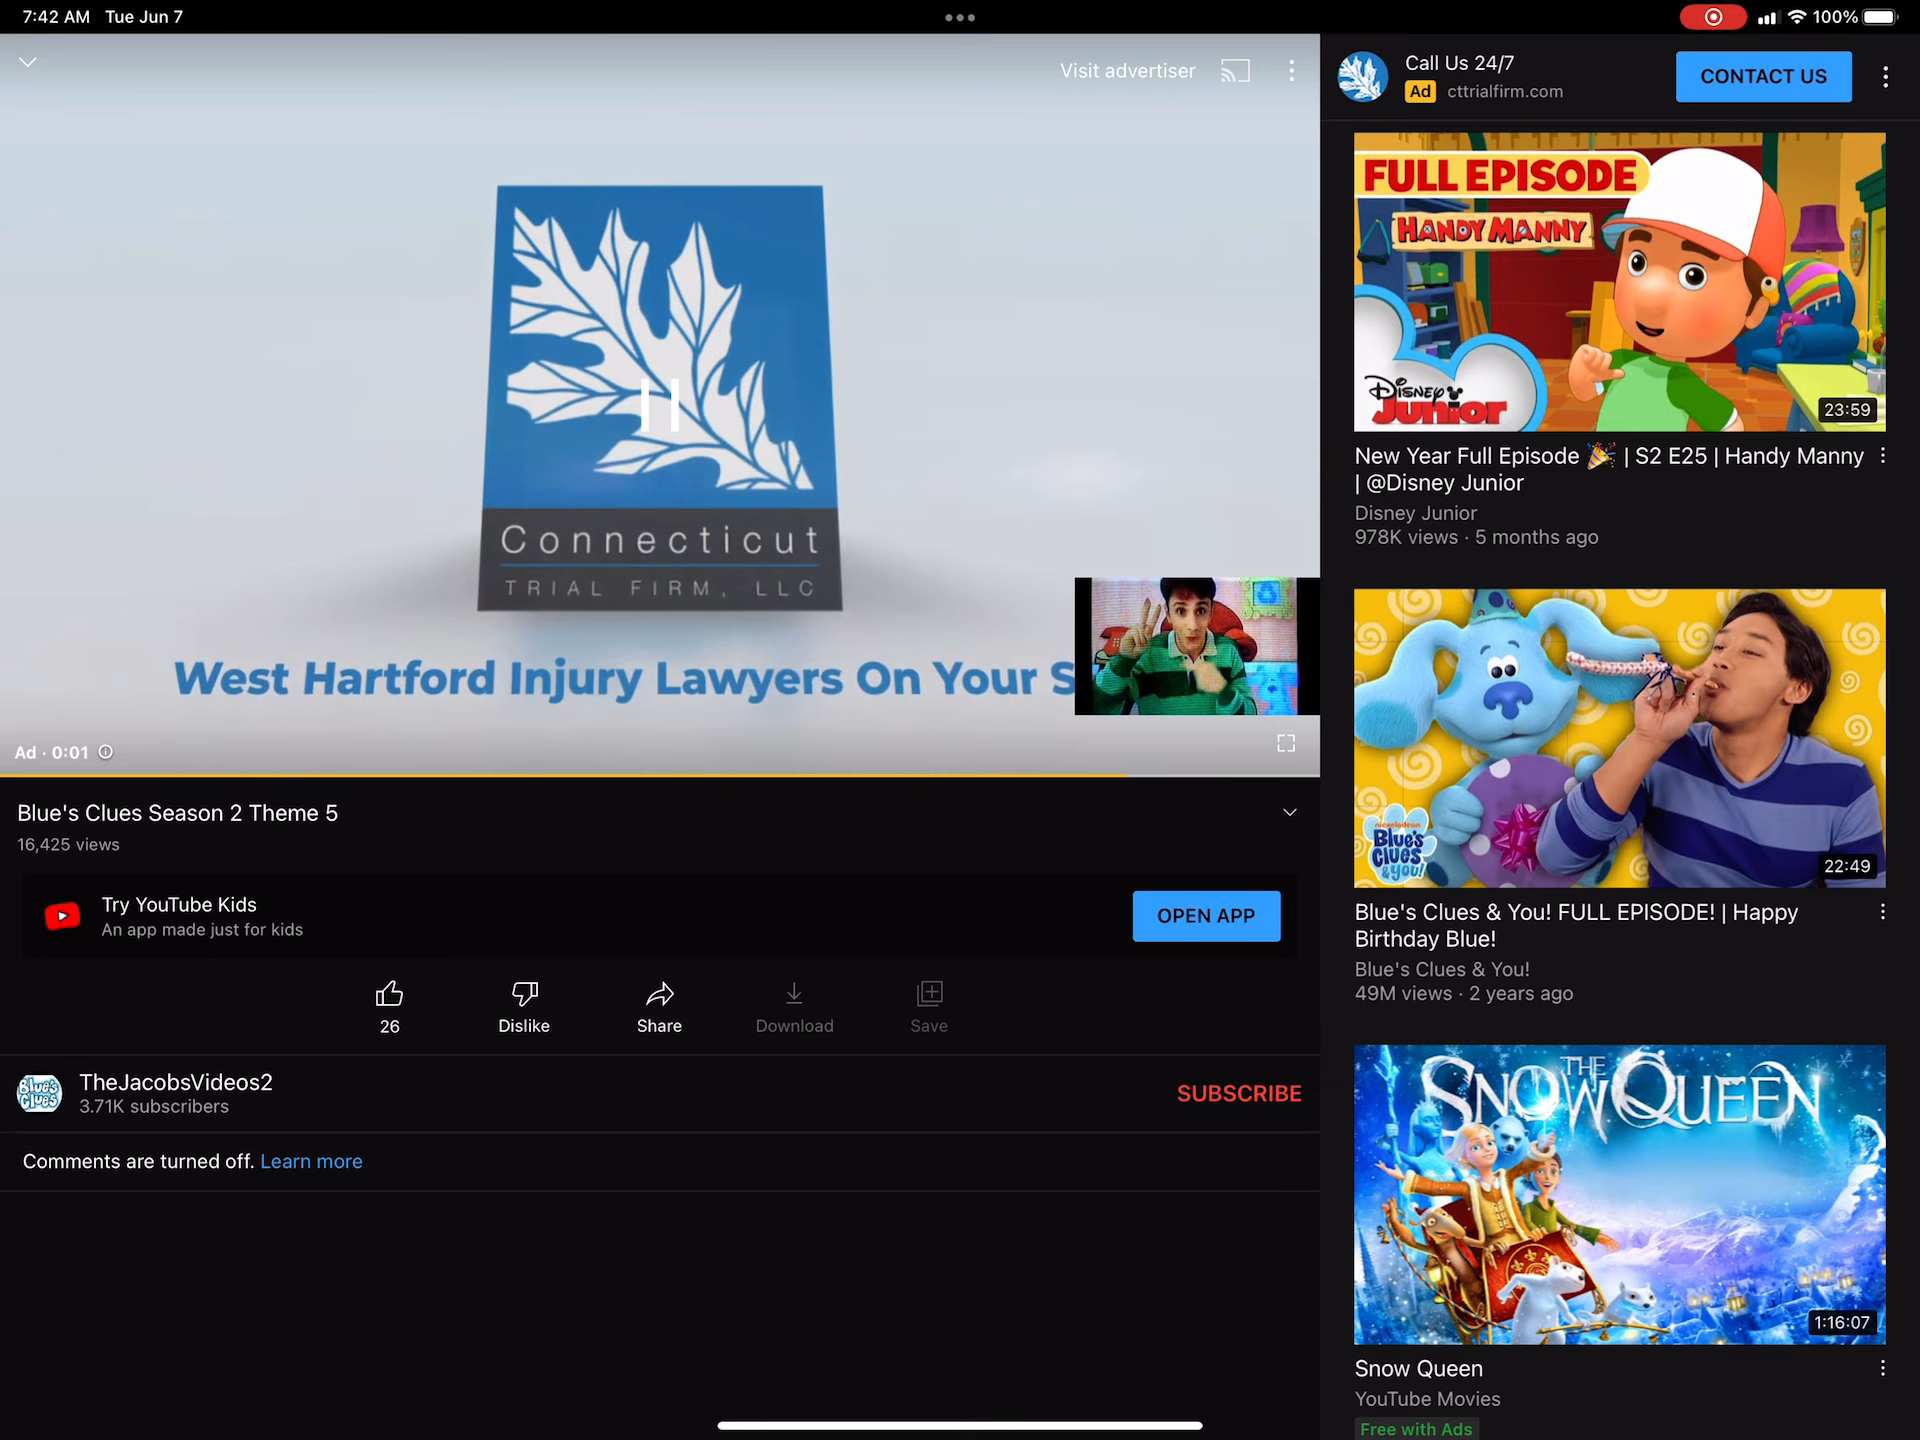 7:42 AM Tue Jun 7
100%
Visit advertiser
Connecticut
TRIAL FIRM, LLC
West Hartford Injury Lawyers On Your S
Ad · 0:01
Blue's Clues Season 2 Theme 5
16,425 views
Try YouTube Kids
An app made just for kids
OPEN APP
26
Dislike
Share
Download
Save
Blue's
Clues
TheJacobsVideos2
3.71K subscribers
SUBSCRIBE
Comments are turned off. Learn more
Call Us 24/7
Ad cttrialfirm.com
CONTACT US
FULL EPISODE
HANDY MANNY
Disney
Junior
23:59
New Year Full Episode 🎉 | S2 E25 | Handy Manny
| @Disney Junior
Disney Junior
978K views · 5 months ago
nickelodeon
Blue's
Clues
& YOU!
22:49
Blue's Clues & You! FULL EPISODE! | Happy
Birthday Blue!
Blue's Clues & You!
49M views · 2 years ago
THE
SNOW QUEEN
1:16:07
Snow Queen
YouTube Movies
Free with Ads